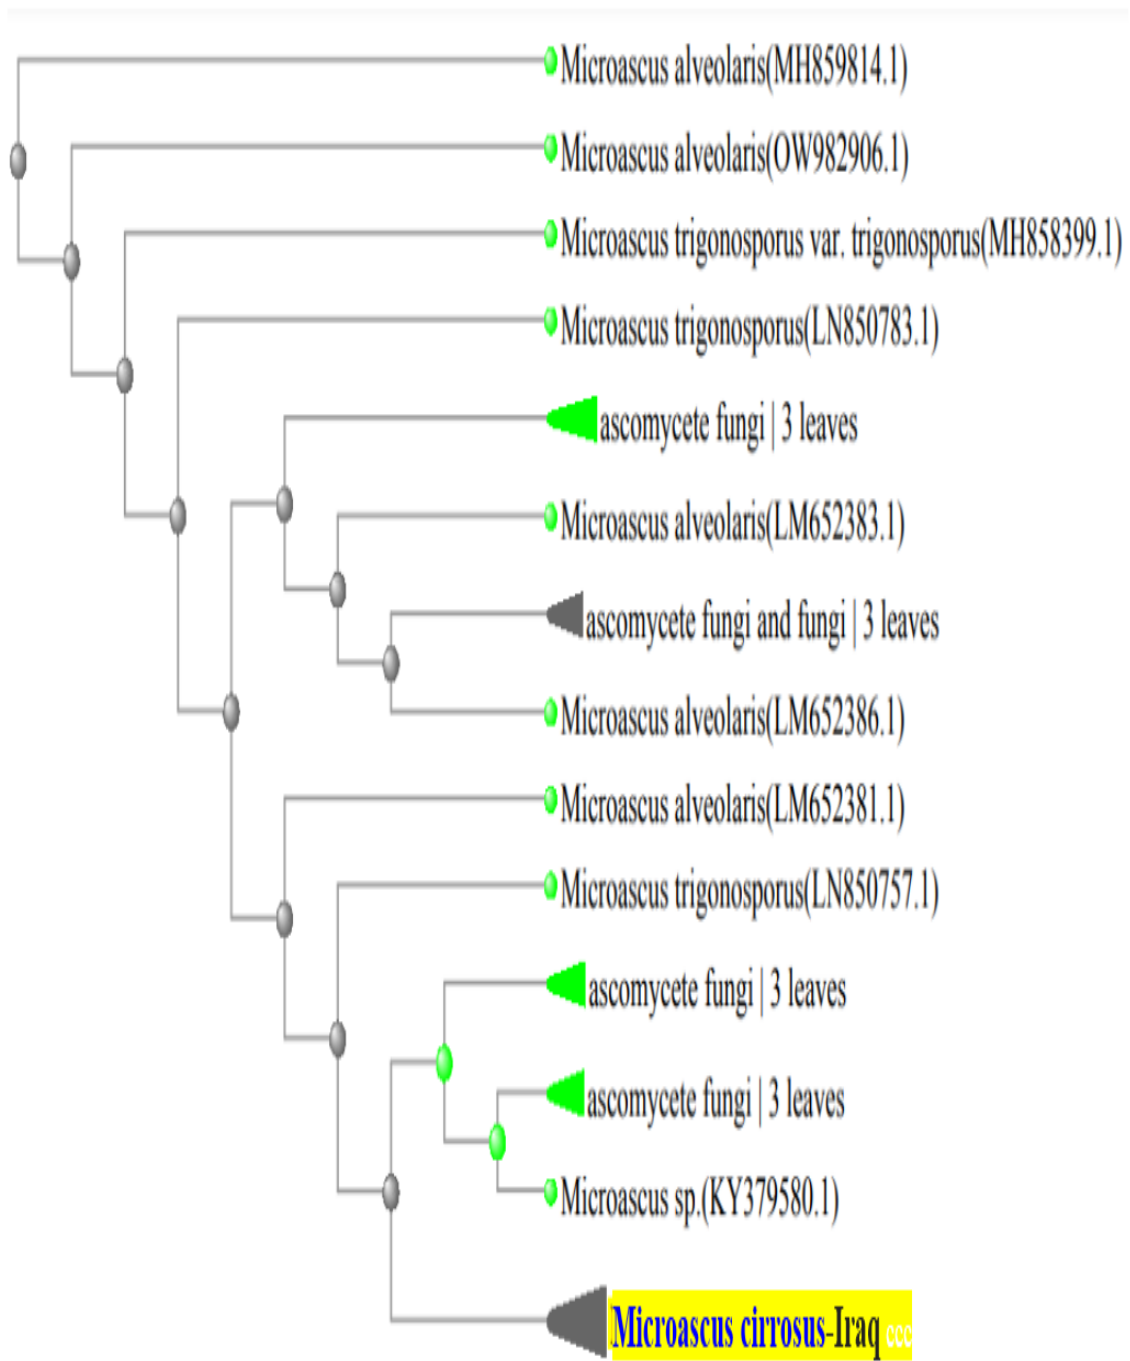 Microascus alveolaris(MH859814.1)
Microascus alveolaris(OW982906.1)
Microascus trigonosporus var. trigonosporus(MH858399.1)
Microascus trigonosporus(LN850783.1)
ascomycete fungi | 3 leaves
Microascus alveolaris(LM652383.1)
ascomycete fungi and fungi | 3 leaves
Microascus alveolaris(LM652386.1)
Microascus alveolaris(LM652381.1)
Microascus trigonosporus(LN850757.1)
ascomycete fungi | 3 leaves
ascomycete fungi | 3 leaves
Microascus sp.(KY379580.1)
Microascus cirrosus-Iraq ccc